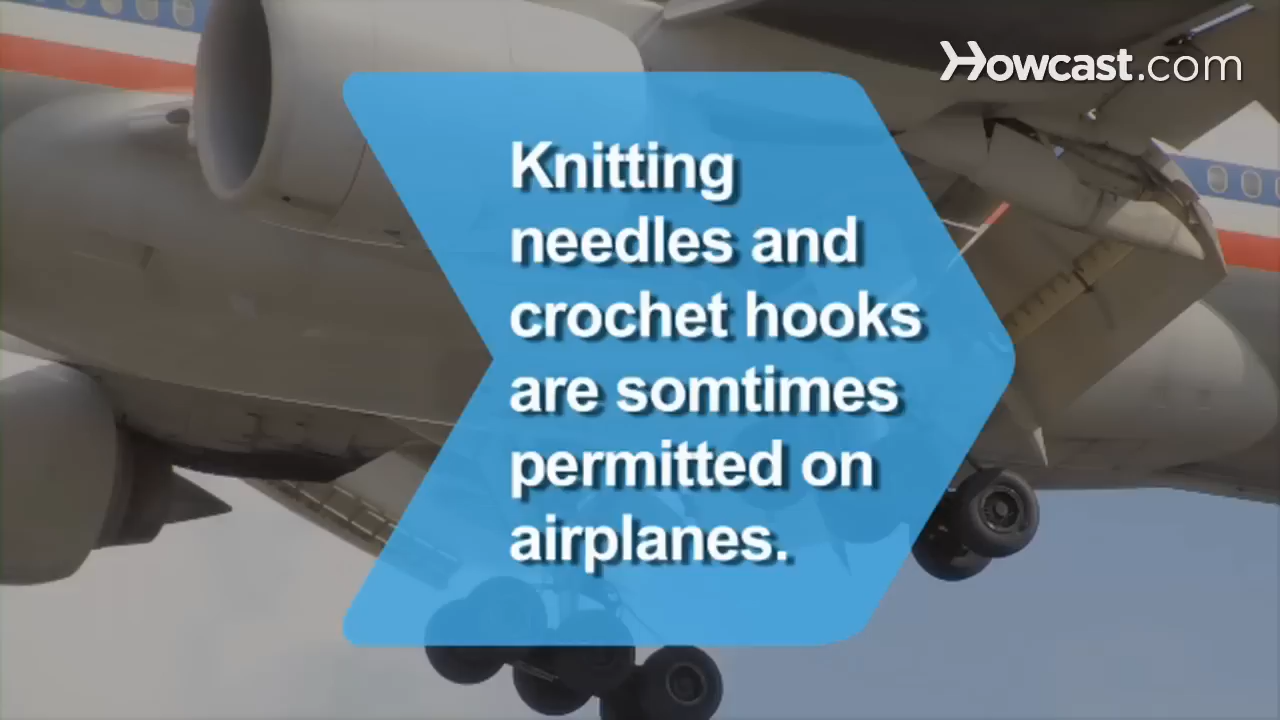 Howcast.com
Knitting
needles and
crochet hooks
are somtimes
permitted on
airplanes.